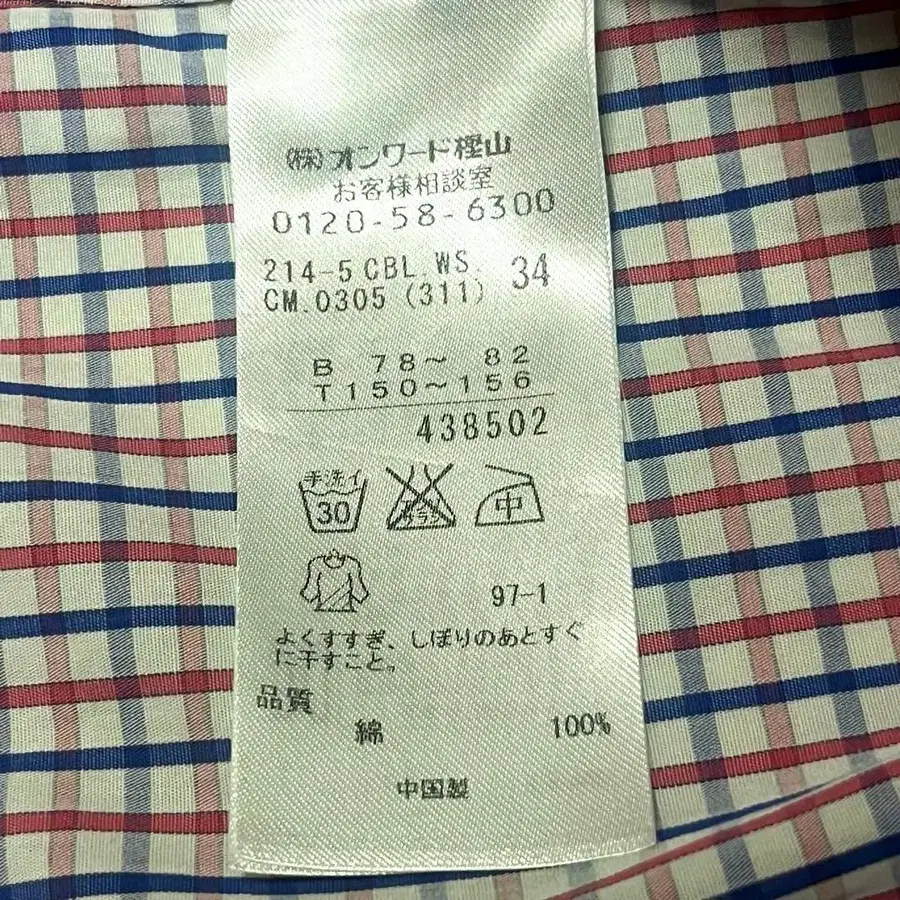 (株)オンワード樫山
お客様相談室
0120-58-6300
214-5 CBL.WS. 34
CM.0305 (311)
B 78〜 82
T 150〜156
438502
手洗イ
30
中
97-1
よくすすぎ、しぼりのあとすぐ
に干すこと。
品質
綿 100%
中国製